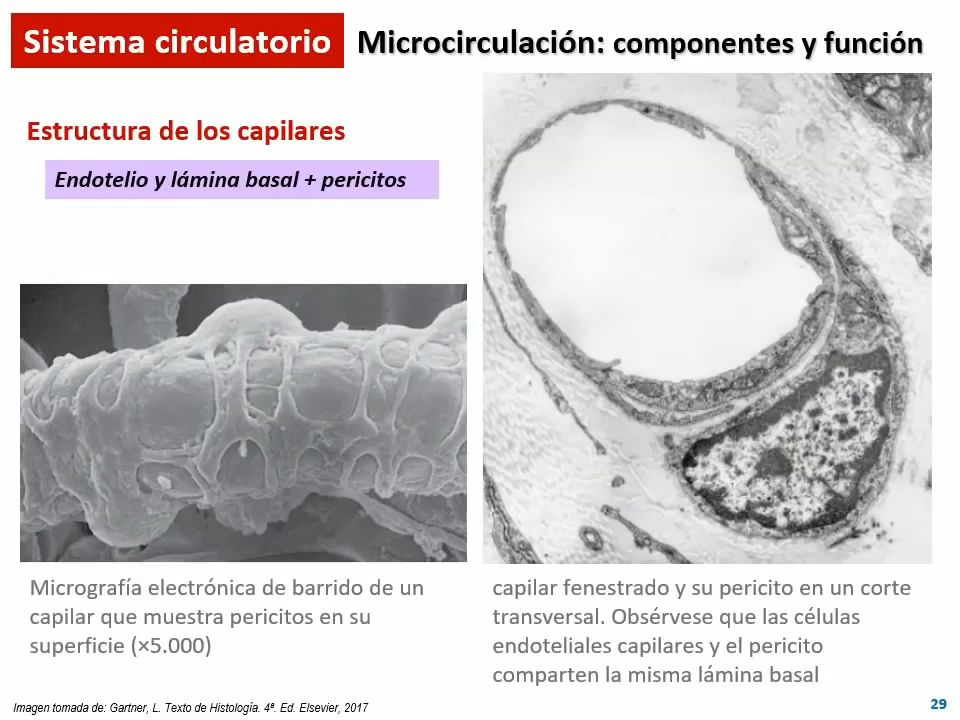 Sistema circulatorio
Microcirculación: componentes y función
Estructura de los capilares
Endotelio y lámina basal + pericitos
Micrografía electrónica de barrido de un
capilar que muestra pericitos en su
superficie (×5.000)
capilar fenestrado y su pericito en un corte
transversal. Obsérvese que las células
endoteliales capilares y el pericito
comparten la misma lámina basal
Imagen tomada de: Gartner, L. Texto de Histología. 4ª. Ed. Elsevier, 2017
29